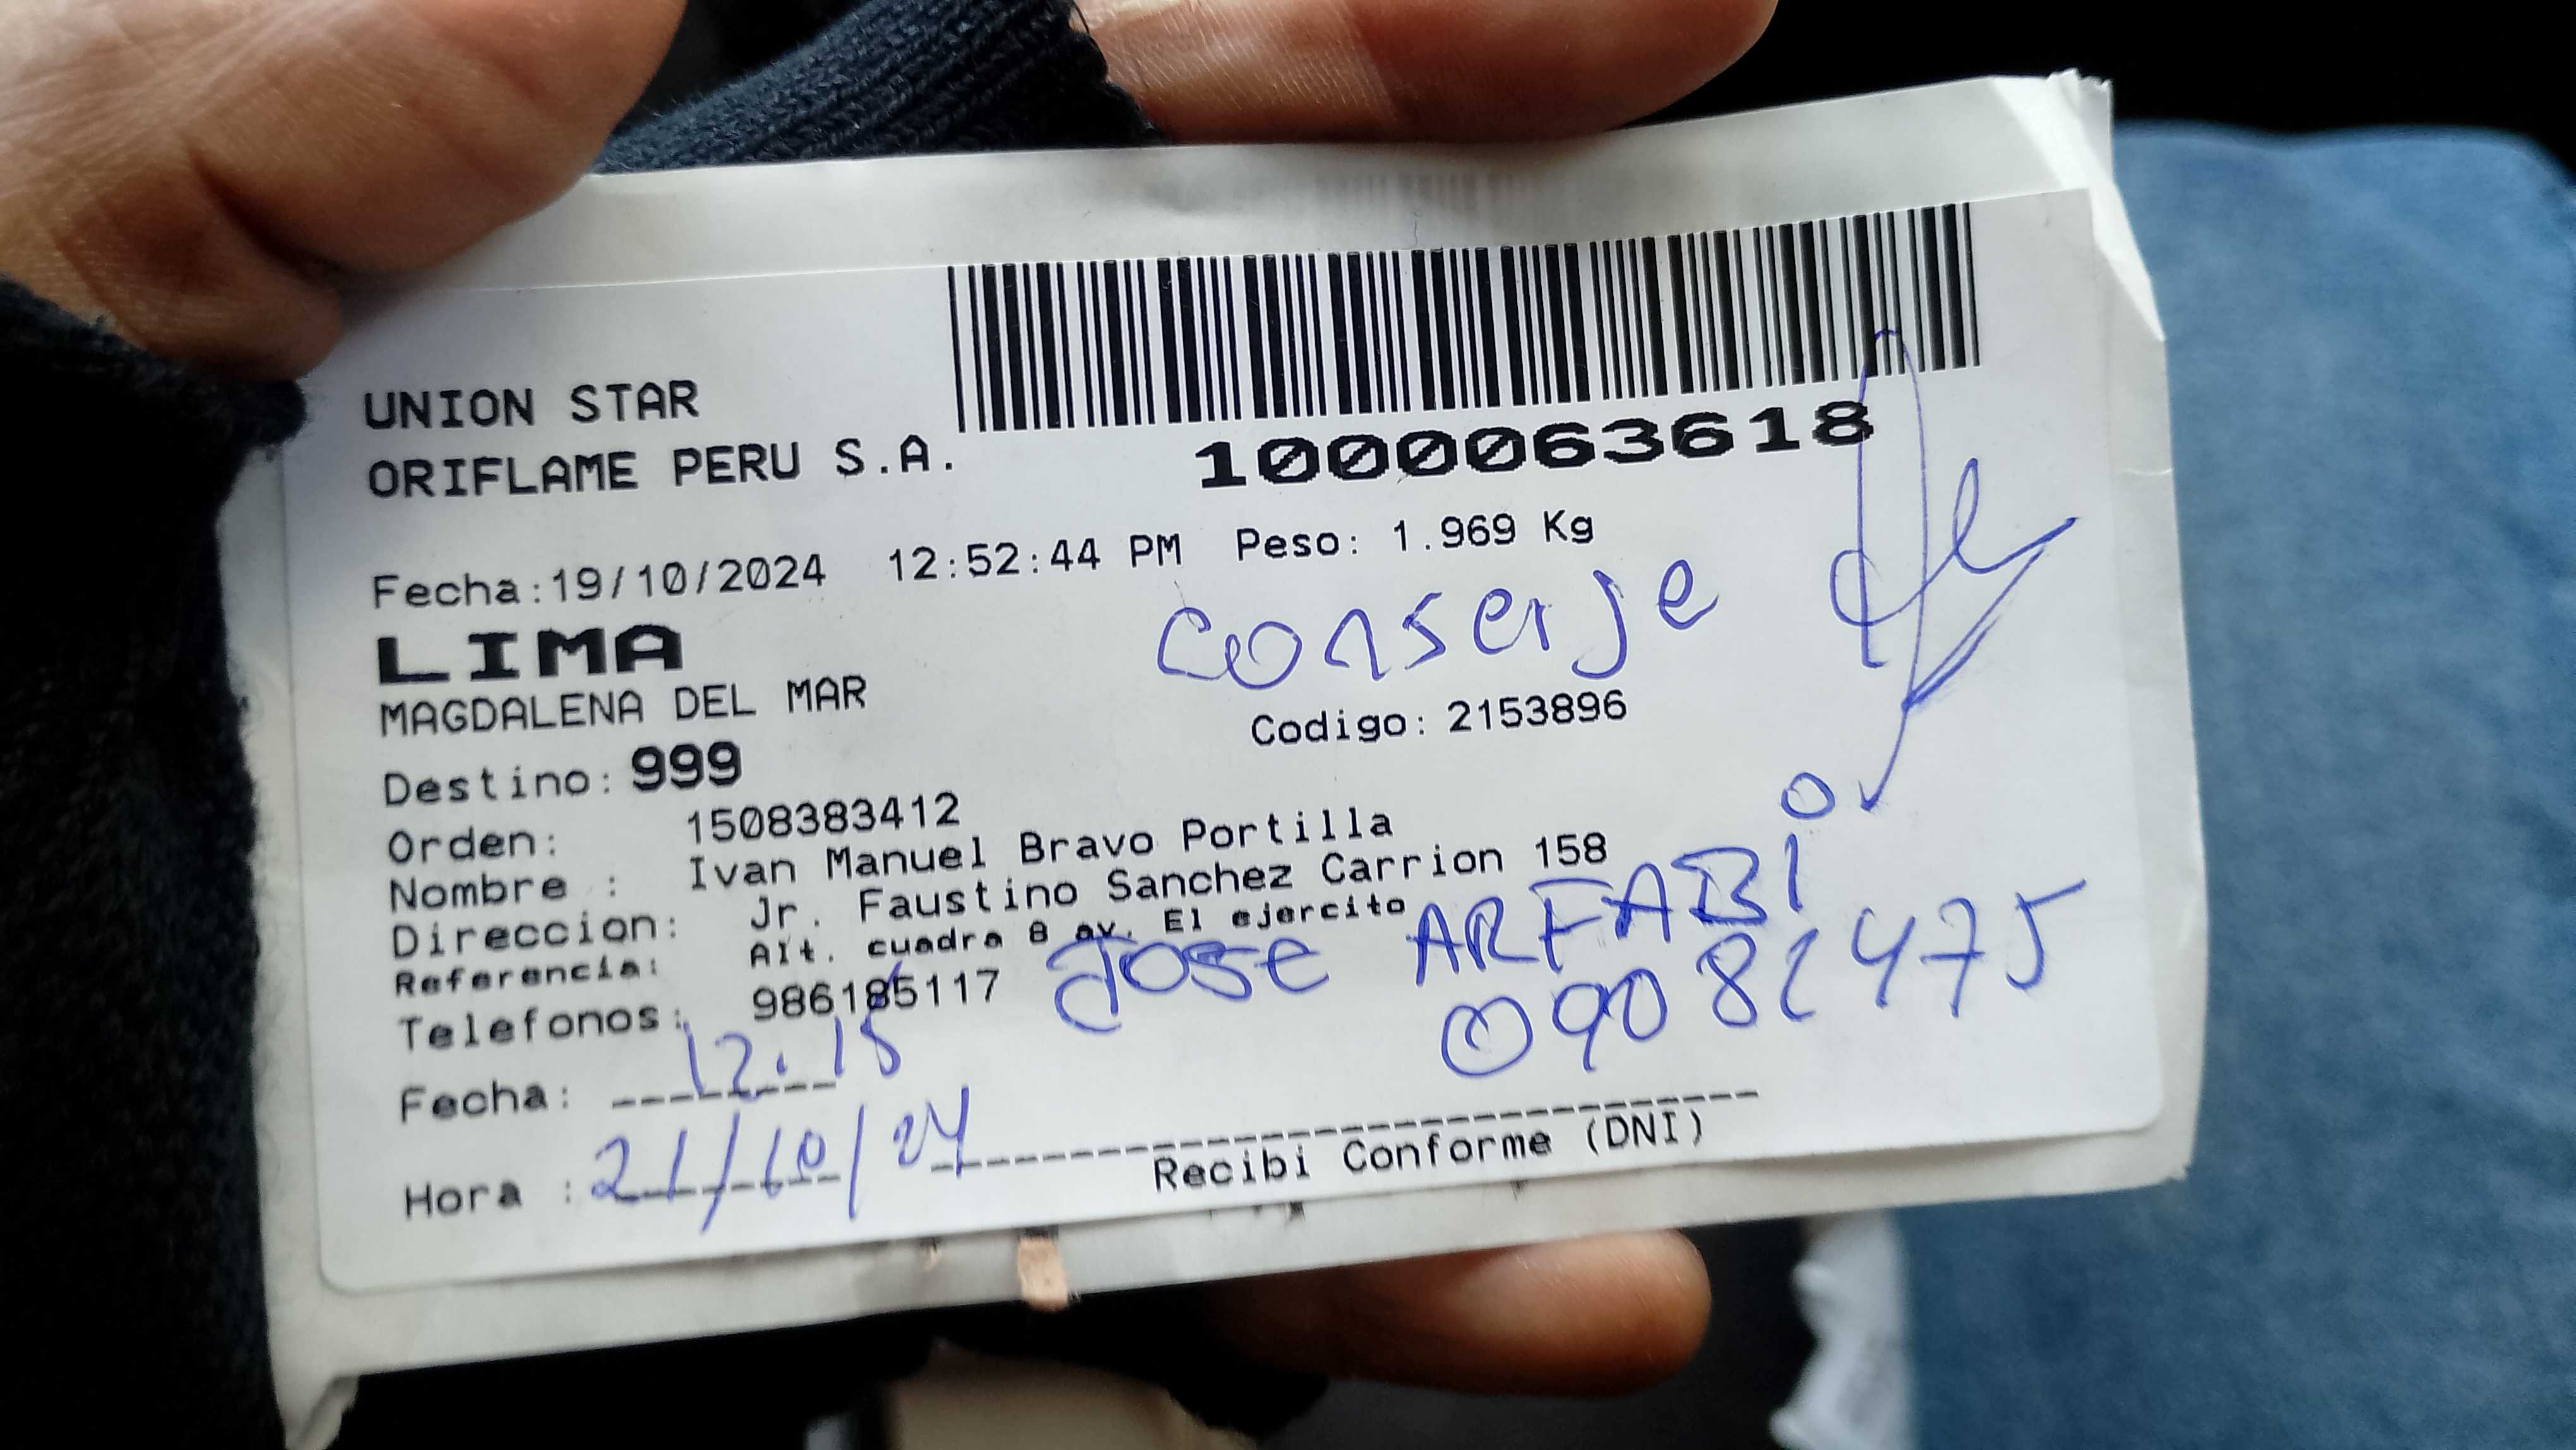 UNION STAR
ORIFLAME PERU S.A.
1000063618
Fecha:19/10/2024 12:52:44 PM Peso: 1.969 Kg
LIMA
conserje
MAGDALENA DEL MAR
Codigo: 2153896
Destino: 999
Orden: 1508383412
Nombre : Ivan Manuel Bravo Portilla
Direccion: Jr. Faustino Sanchez Carrion 158
Referencia: Alt. cuadra 8 av. El ejercito
Telefonos: 986185117
JOSE
Fecha: 12:15
Hora : 21/10/24
Recibi Conforme (DNI)